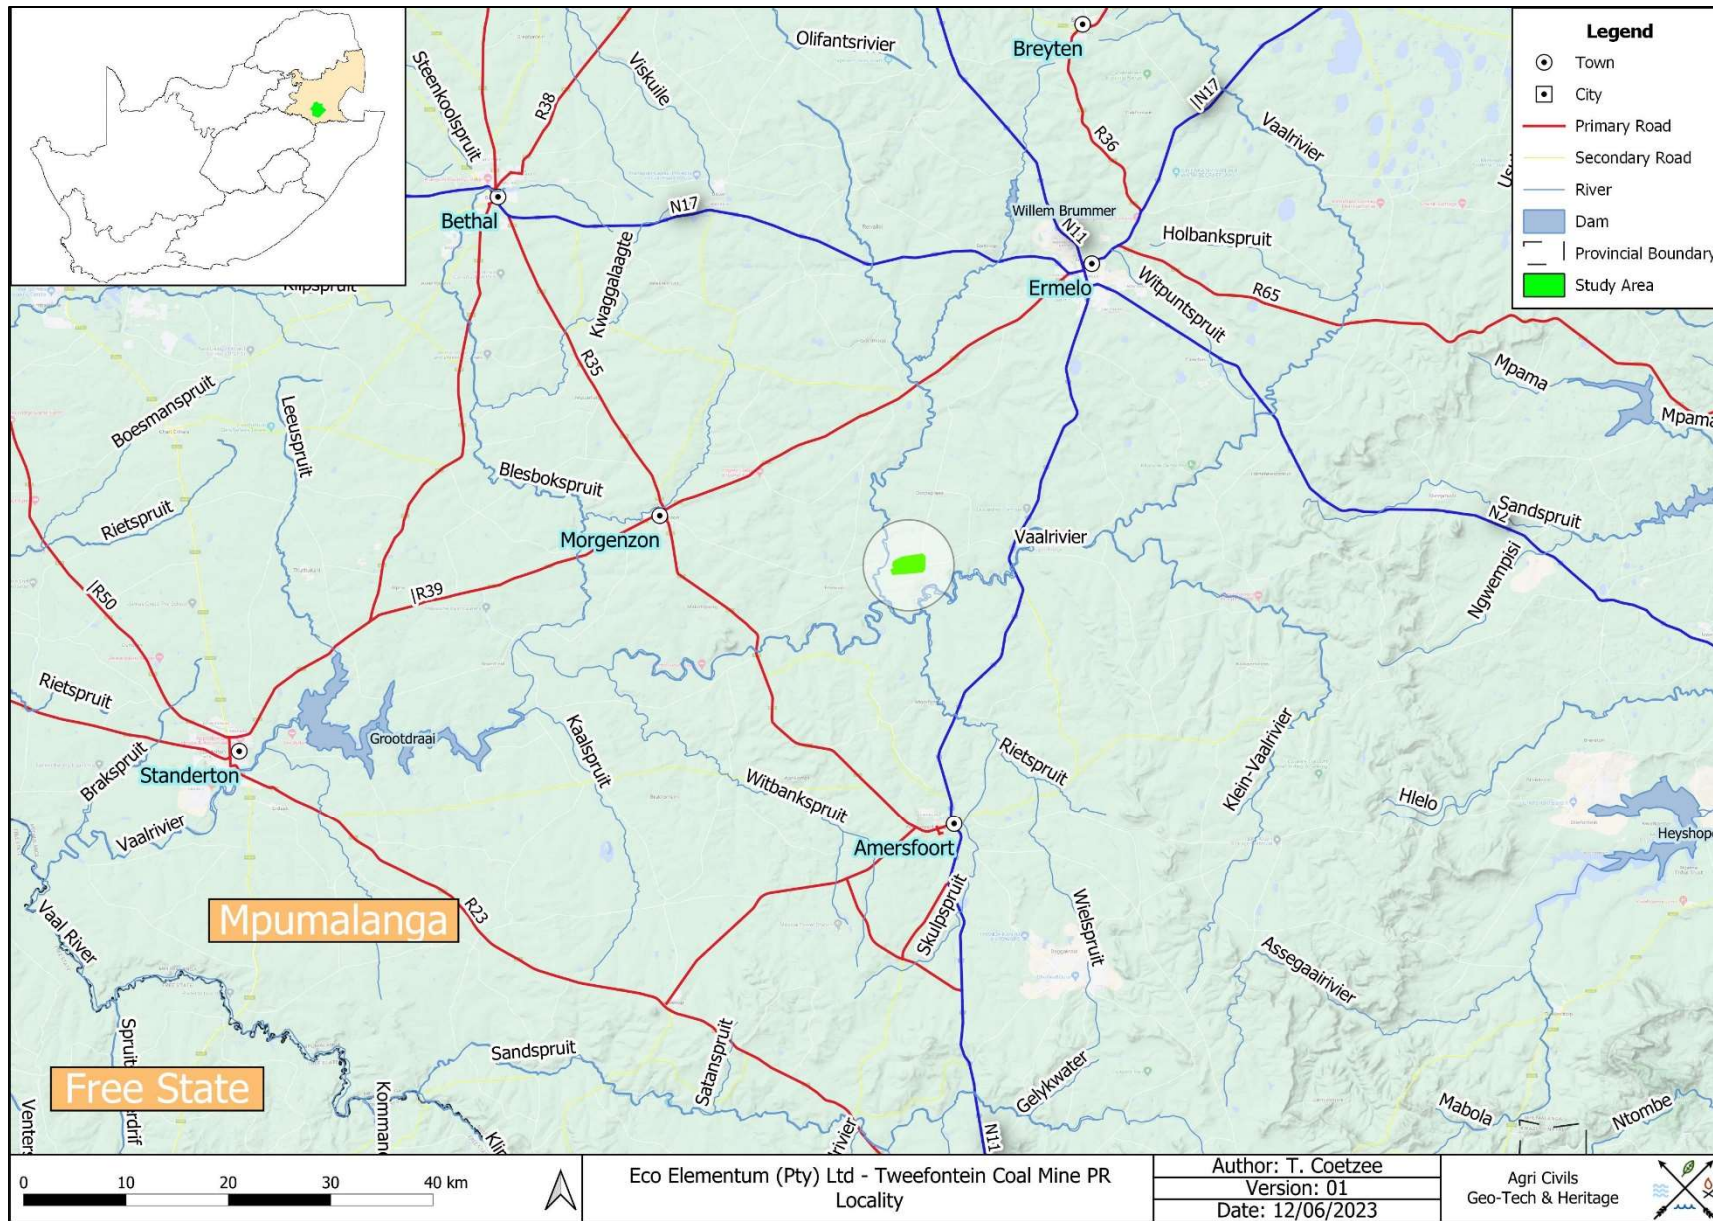 Legend
Town
City
Primary Road
Secondary Road
River
Dam
Provincial Boundary
Study Area
Breyten
Olifantsrivier
Viskuile
Steenkoolspruit
R38
N17
R36
Vaalrivier
Bethal
N17
Willem Brummer
N11
Holbankspruit
Ermelo
Witpuntspruit
R65
Kwaggalaagte
R35
Mpama
Mpama
Boesmanspruit
Leeuspruit
Blesbokspruit
Rietspruit
Morgenzon
Vaalrivier
Sandspruit
N2
Ngwempisi
R50
R39
Rietspruit
Grootdraai
Kaalspruit
Rietspruit
Klein-Vaalrivier
Brakspruit
Standerton
Witbankspruit
Hlelo
Heyshope
Vaalrivier
Amersfoort
Mpumalanga
R23
Skulpspruit
Wielspruit
Vaal River
Assegaairivier
Satanspruit
Sandspruit
Free State
Gelykwater
Mabola
Ntombe
N11
0 10 20 30 40 km
Eco Elementum (Pty) Ltd - Tweefontein Coal Mine PR
Locality
Author: T. Coetzee
Version: 01
Date: 12/06/2023
Agri Civils
Geo-Tech & Heritage